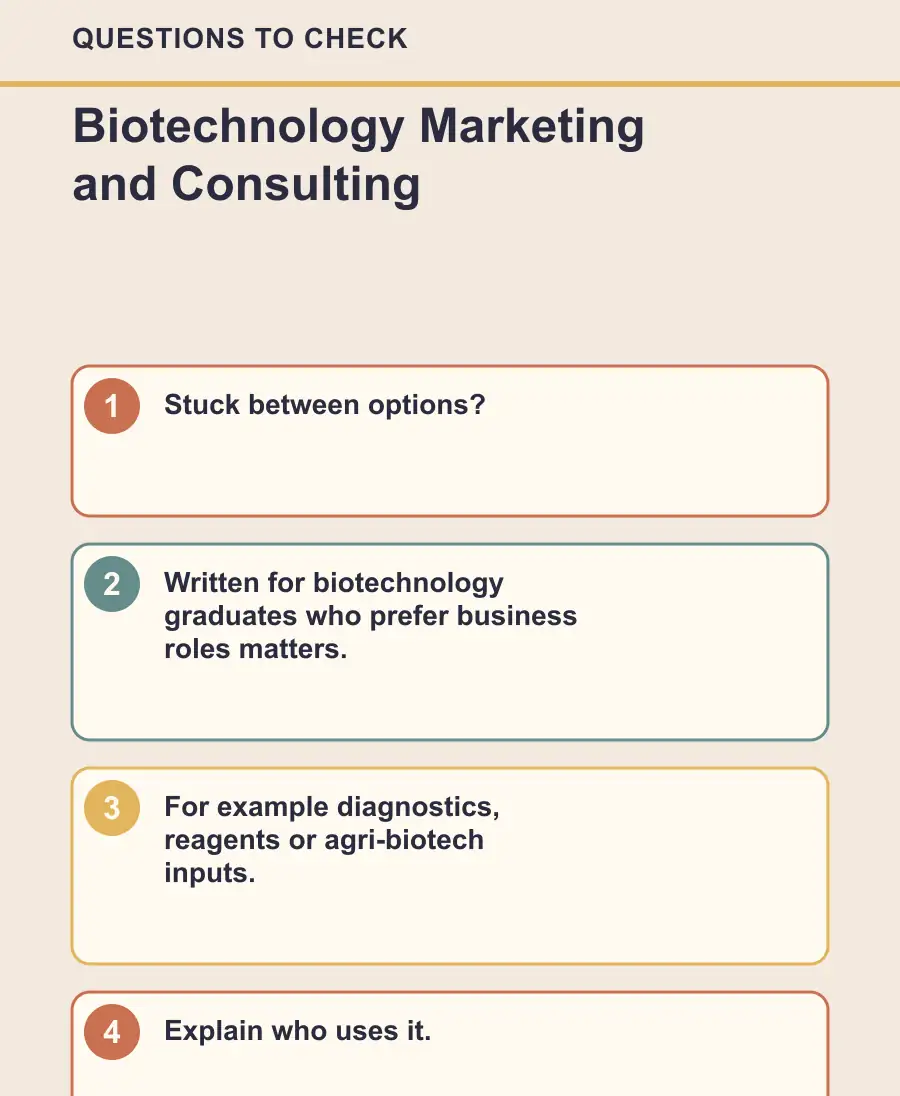 QUESTIONS TO CHECK
Biotechnology Marketing
and Consulting
1
Stuck between options?
2
Written for biotechnology
graduates who prefer business
roles matters.
3
For example diagnostics,
reagents or agri-biotech
inputs.
4
Explain who uses it.